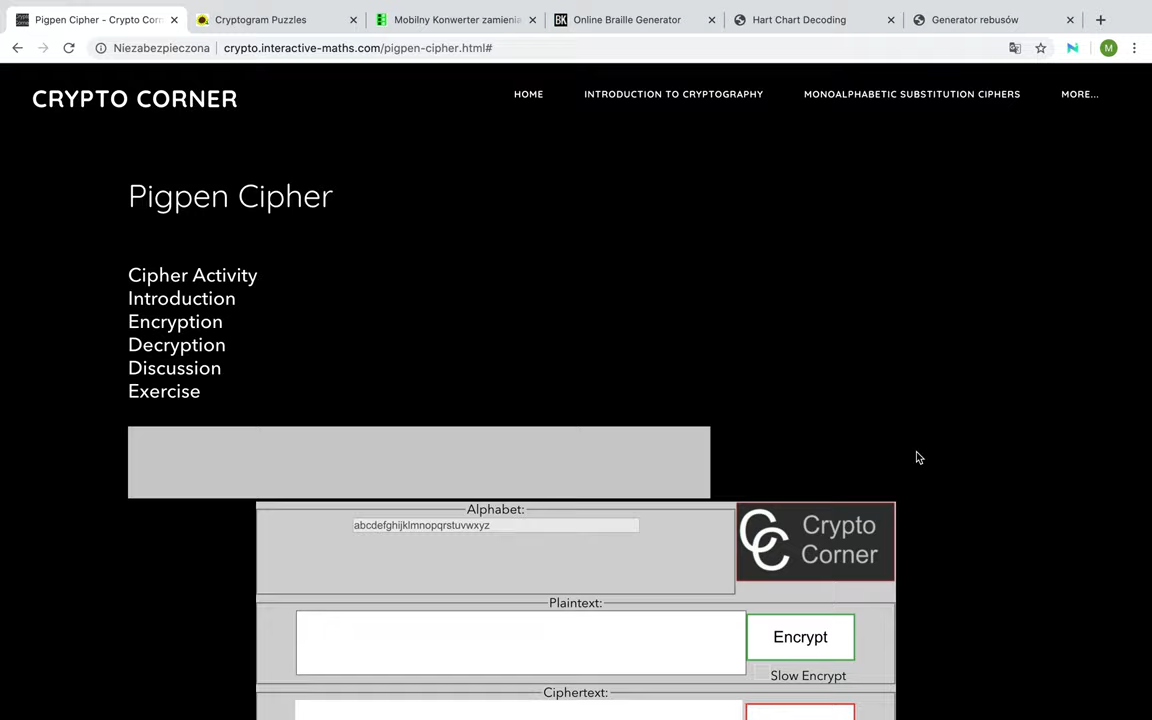 Pigpen Cipher - Crypto Corn
Cryptogram Puzzles
Mobilny Konwerter zamienia
BK Online Braille Generator
Hart Chart Decoding
Generator rebusów
Niezabezpieczona
crypto.interactive-maths.com/pigpen-cipher.html#
M
CRYPTO CORNER
HOME
INTRODUCTION TO CRYPTOGRAPHY
MONOALPHABETIC SUBSTITUTION CIPHERS
MORE...
Pigpen Cipher
Cipher Activity
Introduction
Encryption
Decryption
Discussion
Exercise
Alphabet:
abcdefghijklmnopqrstuvwxyz
CC Crypto
Corner
Plaintext:
Encrypt
Slow Encrypt
Ciphertext: